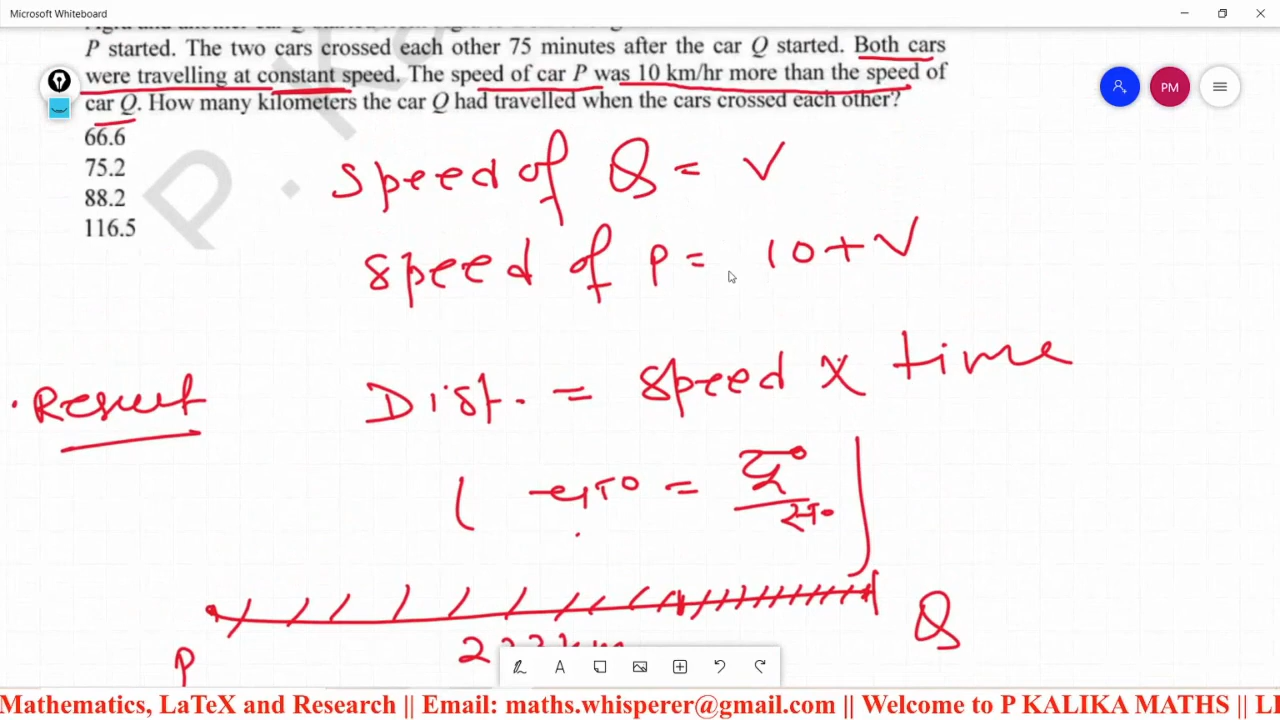 Microsoft Whiteboard
P started. The two cars crossed each other 75 minutes after the car Q started. Both cars
were travelling at constant speed. The speed of car P was 10 km/hr more than the speed of
car Q. How many kilometers the car Q had travelled when the cars crossed each other?
PM
66.6
75.2
88.2
116.5
P. Ka
speed of Q = V
speed of P = 10 + V
Result
Dist. = speed x time
चा० = दू०/स०
P
Q
Mathematics, LaTeX and Research || Email: maths.whisperer@gmail.com || Welcome to P KALIKA MATHS ||